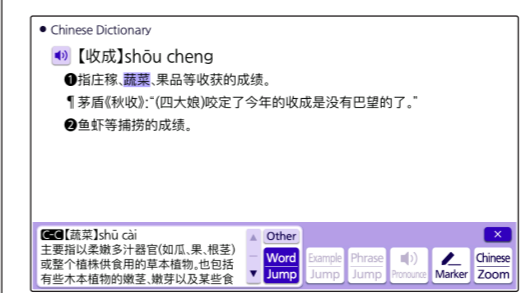 ● Chinese Dictionary
【收成】shōu cheng
❶指庄稼、蔬菜、果品等收获的成绩。
¶茅盾《秋收》:“(四大娘)咬定了今年的收成是没有巴望的了。”
❷鱼虾等捕捞的成绩。
C-C【蔬菜】shū cài
主要指以柔嫩多汁器官(如瓜、果、根茎)
或整个植株供食用的草本植物,也包括
有些木本植物的嫩茎、嫩芽以及某些食
Other
Word Jump
Example Jump
Phrase Jump
Pronounce
Marker
Chinese Zoom
×